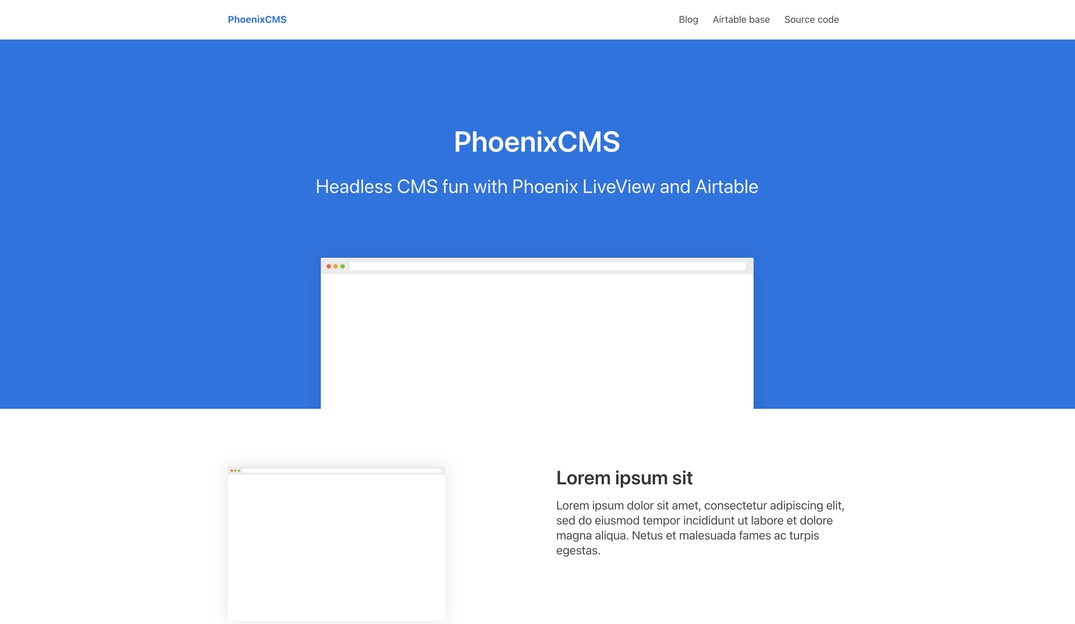 PhoenixCMS
Blog
Airtable base
Source code
PhoenixCMS
Headless CMS fun with Phoenix LiveView and Airtable
Lorem ipsum sit
Lorem ipsum dolor sit amet, consectetur adipiscing elit,
sed do eiusmod tempor incididunt ut labore et dolore
magna aliqua. Netus et malesuada fames ac turpis
egestas.